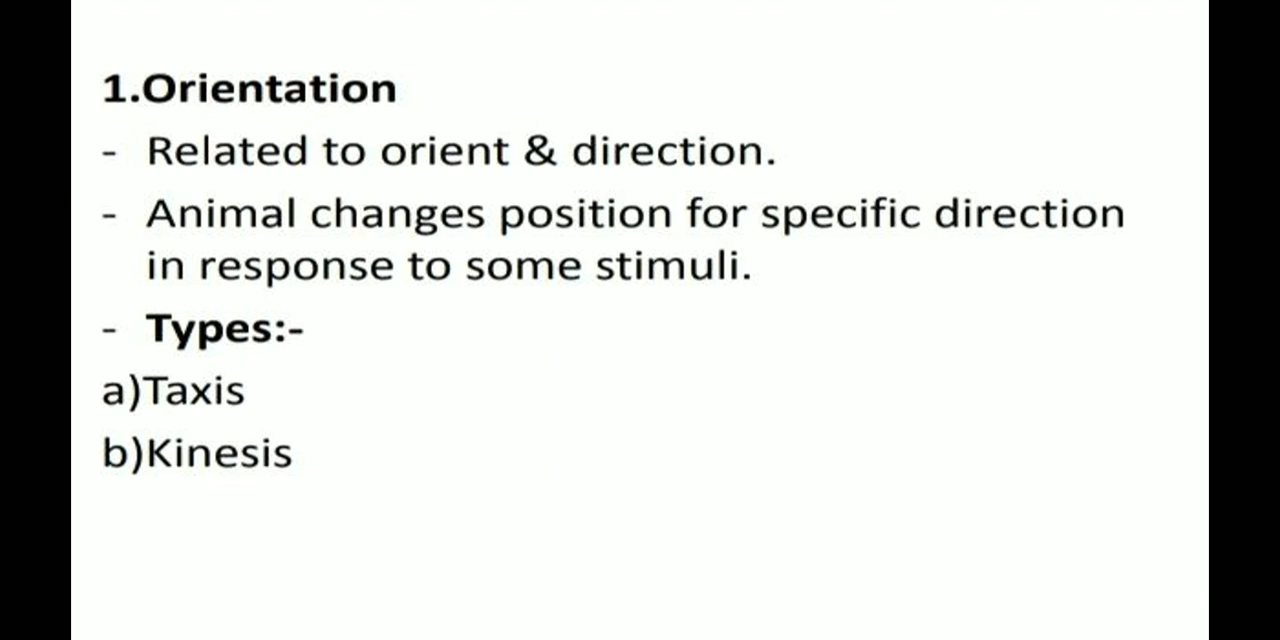 1.Orientation
- Related to orient & direction.
- Animal changes position for specific direction
in response to some stimuli.
- Types:-
a)Taxis
b)Kinesis